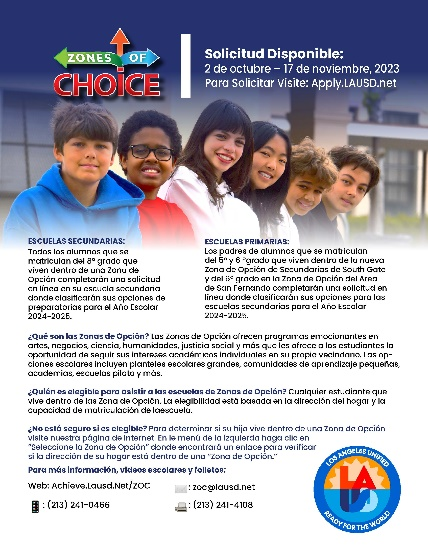 ZONES OF
CHOICE
Solicitud Disponible:
2 de octubre – 17 de noviembre, 2023
Para Solicitar Visite: Apply.LAUSD.net
ESCUELAS SECUNDARIAS:
Todos los alumnos que se
matriculan del 8º grado que
viven dentro de una Zona de
Opción completarán una solicitud
en línea en su escuela secundaria
donde clasificarán sus opciones de
preparatorias para el Año Escolar
2024-2025.
ESCUELAS PRIMARIAS:
Los padres de alumnos que se matriculan
del 5º y 6 ºgrado que viven dentro de la nueva
Zona de Opción de Secundarias de South Gate
y del 6º grado en la Zona de Opción del Área
de San Fernando completarán una solicitud en
línea donde clasificarán sus opciones para las
escuelas secundarias para el Año Escolar
2024-2025.
¿Qué son las Zonas de Opción? Las Zonas de Opción ofrecen programas emocionantes en
artes, negocios, ciencia, humanidades, justicia social y más que les ofrece a los estudiantes la
oportunidad de seguir sus intereses académicos individuales en su propio vecindario. Las op-
ciones escolares incluyen planteles escolares grandes, comunidades de aprendizaje pequeñas,
academias, escuelas piloto y más.
¿Quién es elegible para asistir a las escuelas de Zonas de Opción? Cualquier estudiante que
vive dentro de las Zonas de Opción. La elegibilidad está basada en la dirección del hogar y la
capacidad de matriculación de laescuela.
¿No está seguro si es elegible? Para determinar si su hijo vive dentro de una Zona de Opción
visite nuestra página de internet. En le menú de la izquierda haga clic en
"Seleccione la Zona de Opción" donde encontrará un enlace para verificar
si la dirección de su hogar está dentro de una "Zona de Opción."
Para más información, videos escolares y folletos:
Web: Achieve.Lausd.Net/ZOC
: zoc@lausd.net
: (213) 241-0466
: (213) 241-4108
LOS ANGELES UNIFIED
LAUSD
READY FOR THE WORLD